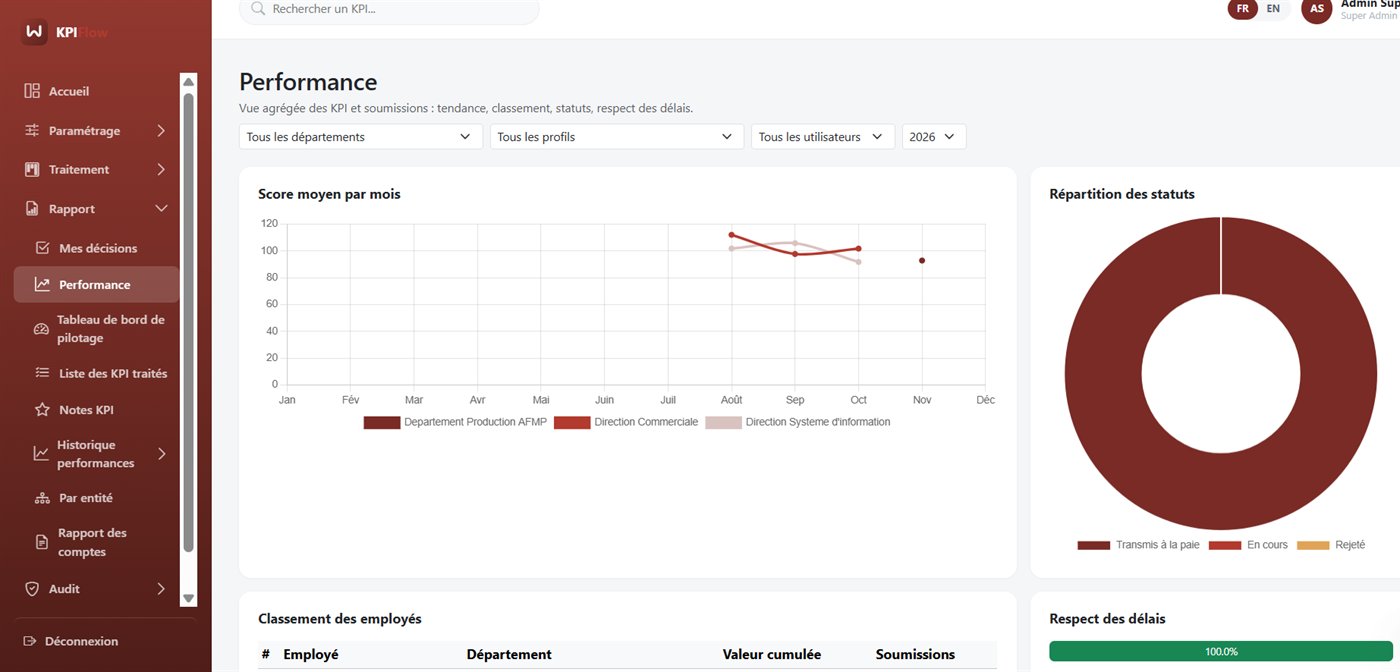 KPIFlow
Accueil
Paramétrage
Traitement
Rapport
Mes décisions
Performance
Tableau de bord de
pilotage
Liste des KPI traités
Notes KPI
Historique
performances
Par entité
Rapport des
comptes
Audit
Déconnexion
Rechercher un KPI...
FR EN AS Admin Sup
Super Admin
Performance
Vue agrégée des KPI et soumissions : tendance, classement, statuts, respect des délais.
Tous les départements Tous les profils Tous les utilisateurs 2026
Score moyen par mois
120
100
80
60
40
20
0
Jan Fév Mar Avr Mai Juin Juil Août Sep Oct Nov Déc
Departement Production AFMP Direction Commerciale Direction Systeme d'information
Répartition des statuts
Transmis à la paie En cours Rejeté
Classement des employés
# Employé Département Valeur cumulée Soumissions
Respect des délais
100.0%